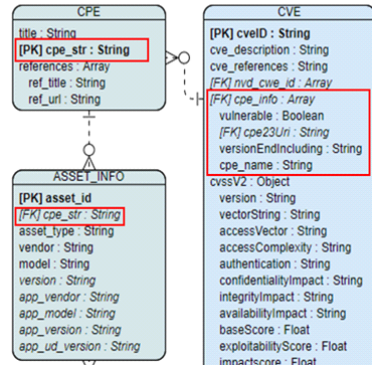 CPE
title : String
[PK] cpe_str : String
references : Array
ref_title : String
ref_url : String
ASSET_INFO
[PK] asset_id
[FK] cpe_str : String
asset_type : String
vendor : String
model : String
version : String
app_vendor : String
app_model : String
app_version : String
app_ud_version : String
CVE
[PK] cveID : String
cve_description : String
cve_references : String
[FK] nvd_cwe_id : Array
[FK] cpe_info : Array
vulnerable : Boolean
[FK] cpe23Uri : String
versionEndIncluding : String
cpe_name : String
cvssV2 : Object
version : String
vectorString : String
accessVector : String
accessComplexity : String
authentication : String
confidentialityImpact : String
integrityImpact : String
availabilityImpact : String
baseScore : Float
exploitabilityScore : Float
impactscore : Float